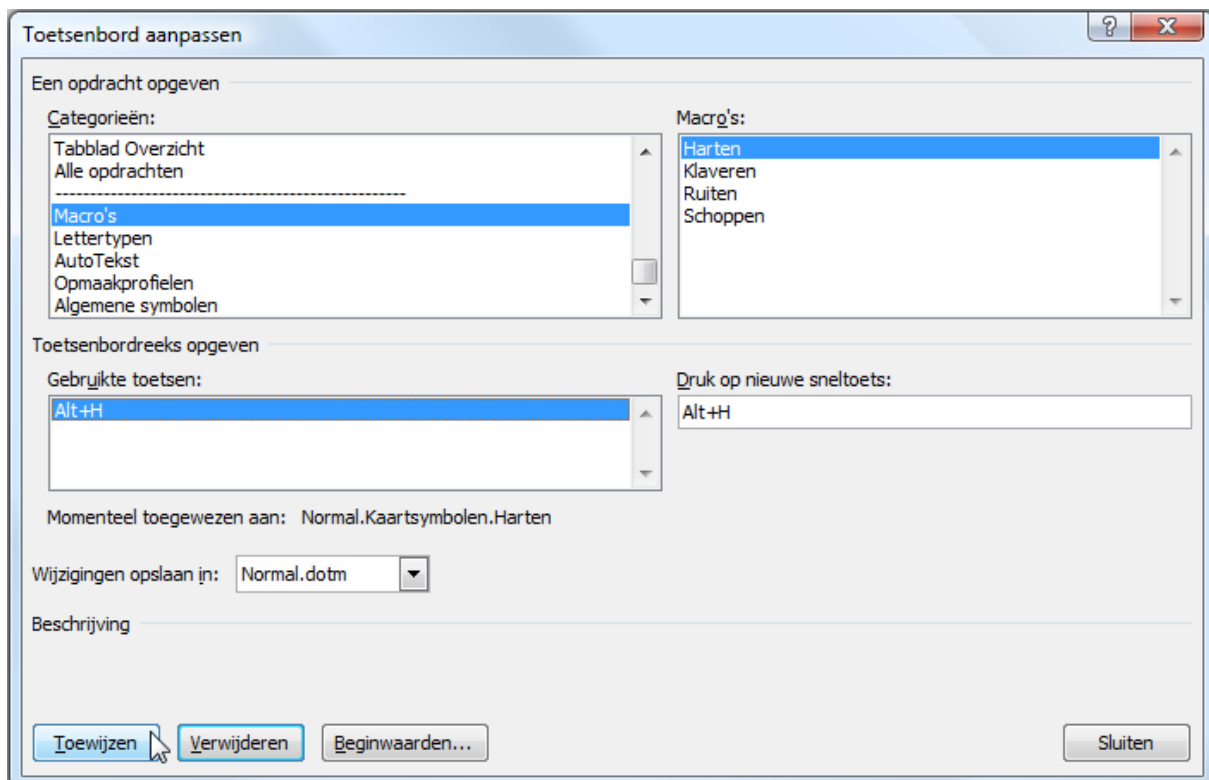 Toetsenbord aanpassen
Een opdracht opgeven
Categorieën:
Tabblad Overzicht
Alle opdrachten
---------------------------------------------------
Macro's
Lettertypen
AutoTekst
Opmaakprofielen
Algemene symbolen
Macro's:
Harten
Klaveren
Ruiten
Schoppen
Toetsenbordreeks opgeven
Gebruikte toetsen:
Alt+H
Druk op nieuwe sneltoets:
Alt+H
Momenteel toegewezen aan: Normal.Kaartsymbolen.Harten
Wijzigingen opslaan in: Normal.dotm
Beschrijving
Toewijzen Verwijderen Beginwaarden... Sluiten